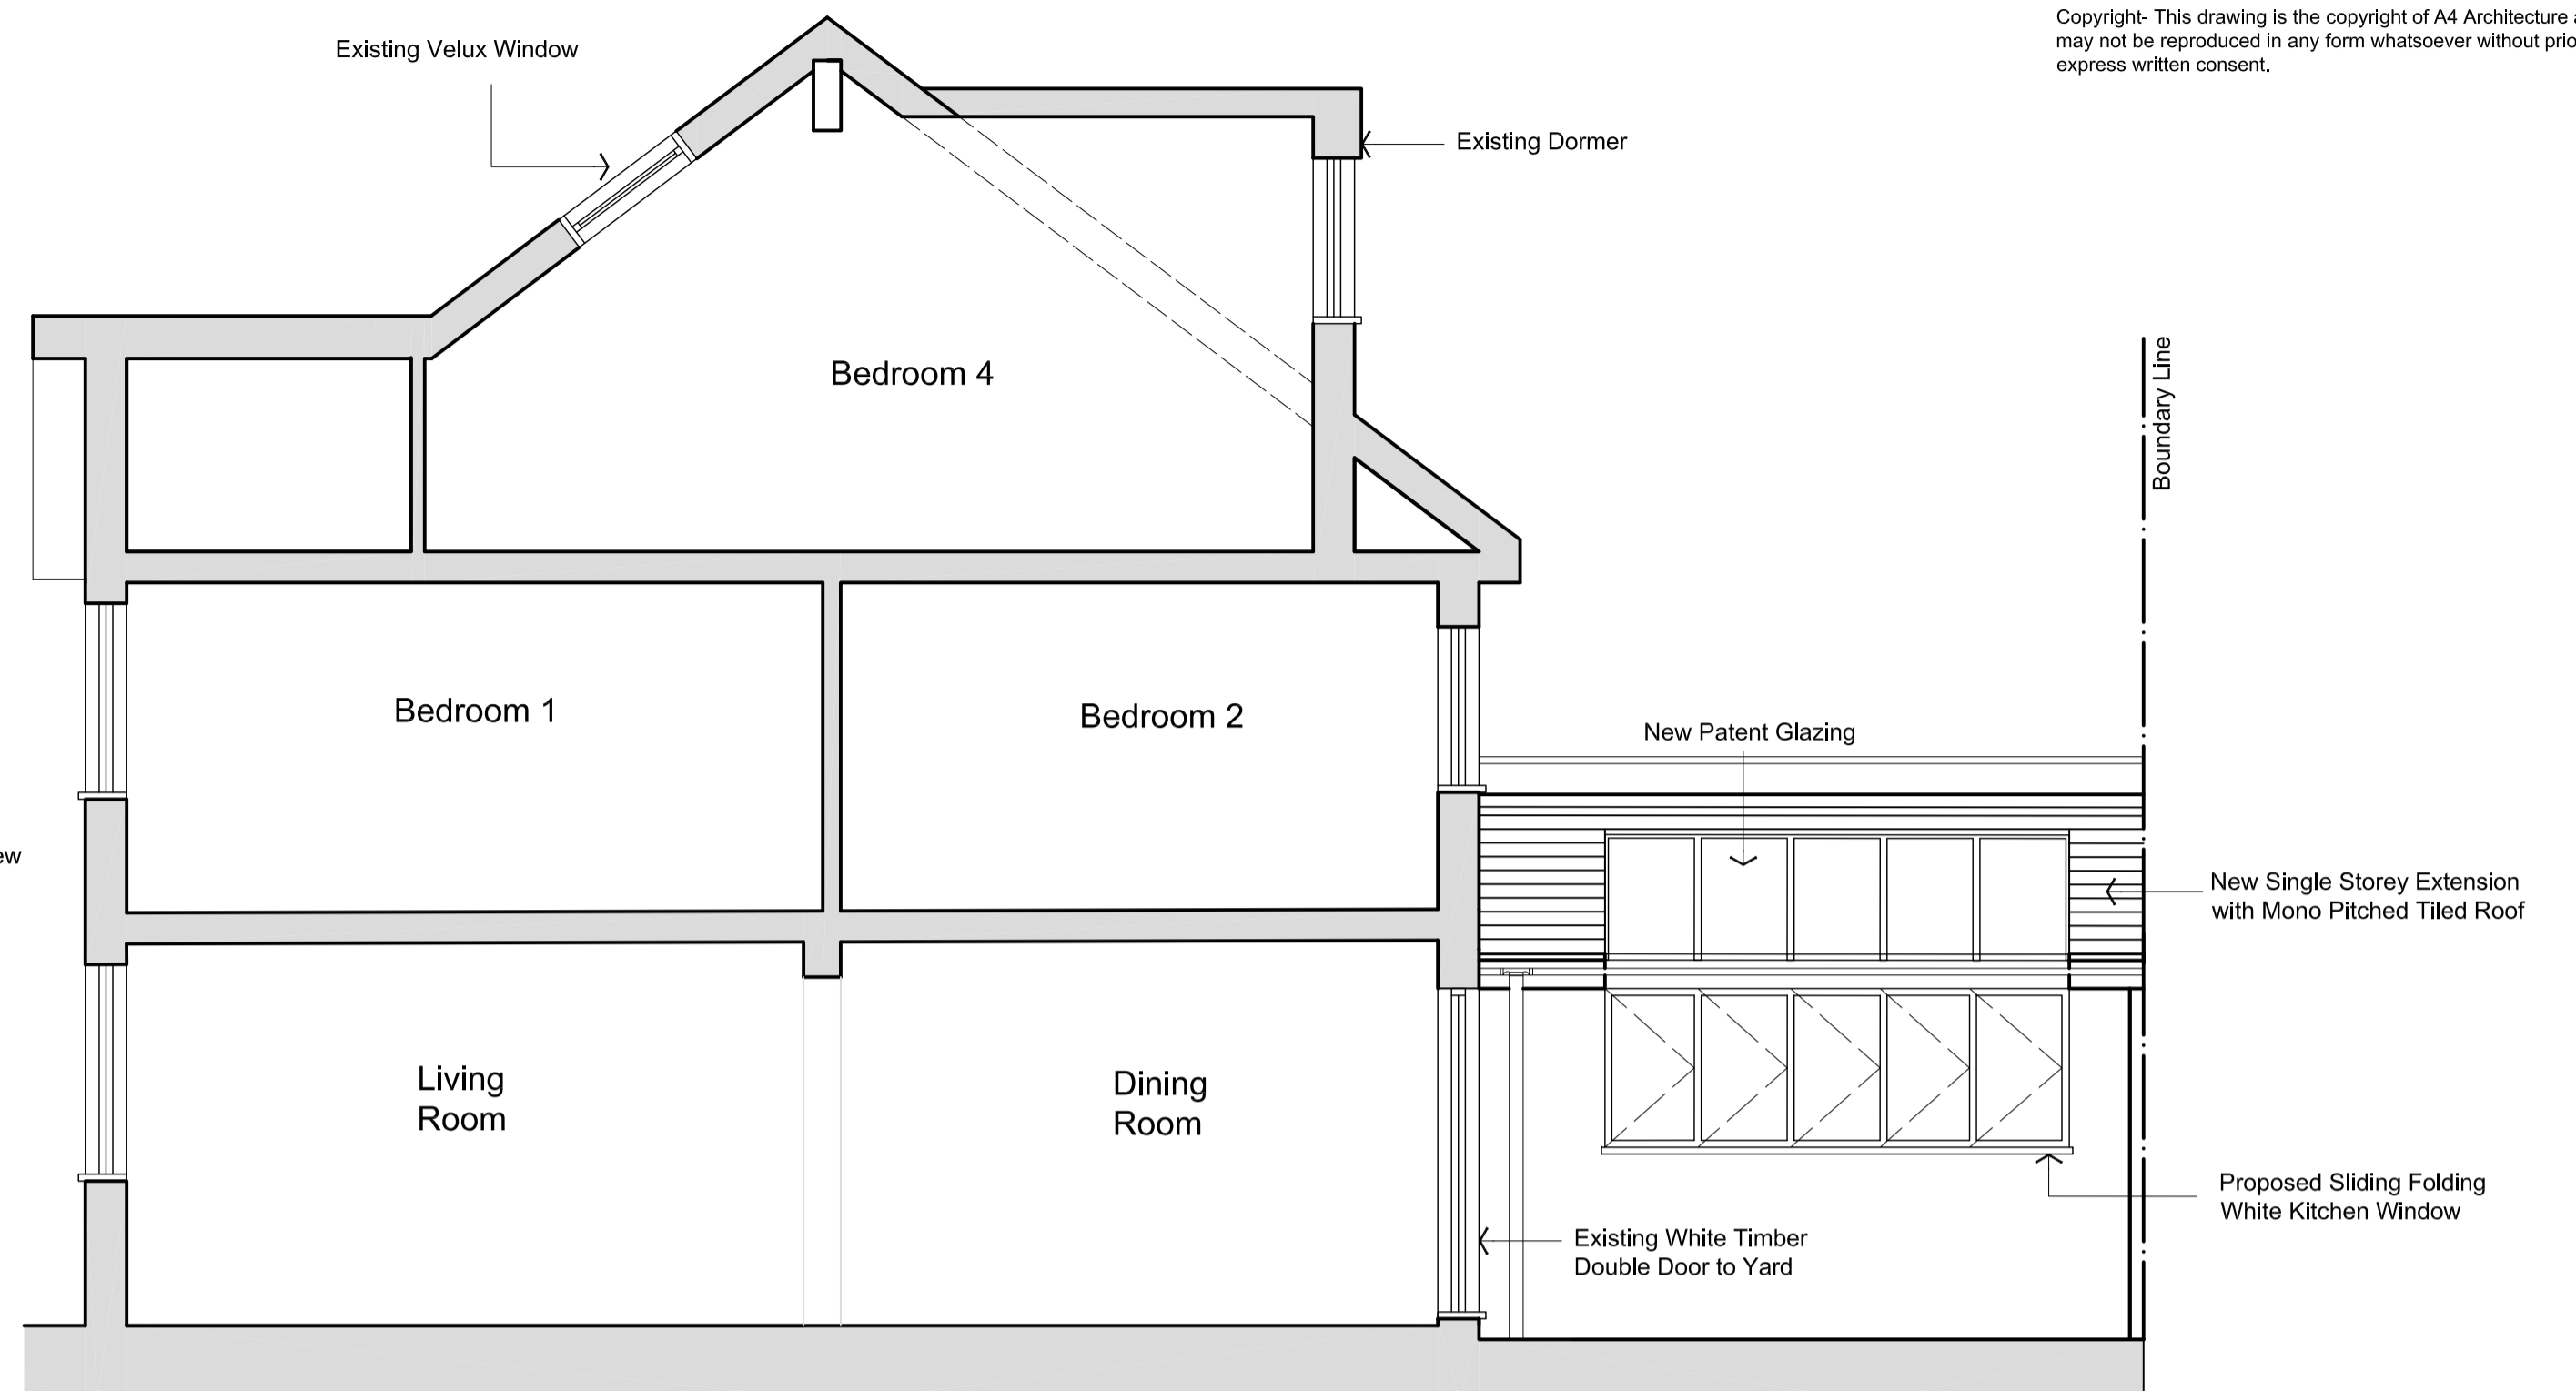 Copyright- This drawing is the copyright of A4 Architecture
may not be reproduced in any form whatsoever without
express written consent.
Existing Velux Window
Existing Dormer
Bedroom 4
Boundary Line
Bedroom 1
Bedroom 2
New Patent Glazing
New Single Storey Extension
with Mono Pitched Tiled Roof
Living
Room
Dining
Room
Proposed Sliding Folding
White Kitchen Window
Existing White Timber
Double Door to Yard